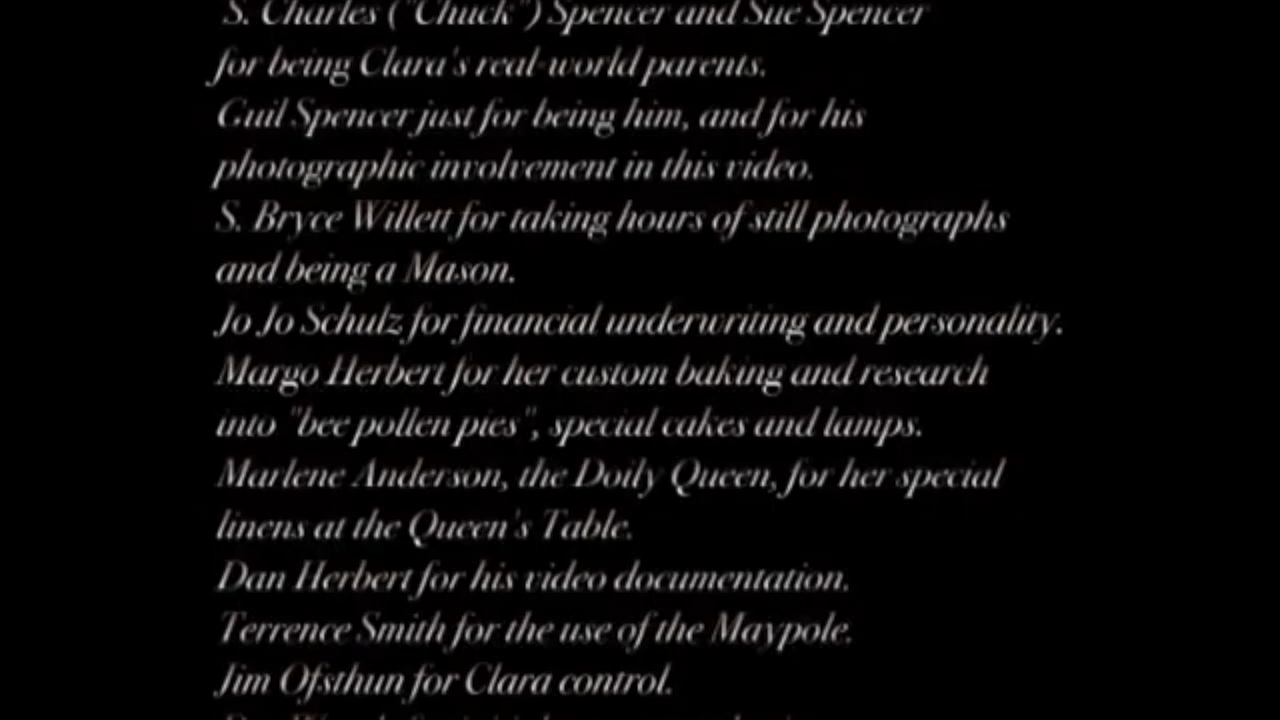 S. Charles ("Chuck") Spencer and Sue Spencer
for being Clara's real-world parents.
Guil Spencer just for being him, and for his
photographic involvement in this video.
S. Bryce Willett for taking hours of still photographs
and being a Mason.
Jo Jo Schulz for financial underwriting and personality.
Margo Herbert for her custom baking and research
into "bee pollen pies", special cakes and lamps.
Marlene Anderson, the Doily Queen, for her special
linens at the Queen's Table.
Dan Herbert for his video documentation.
Terrence Smith for the use of the Maypole.
Jim Ofsthun for Clara control.